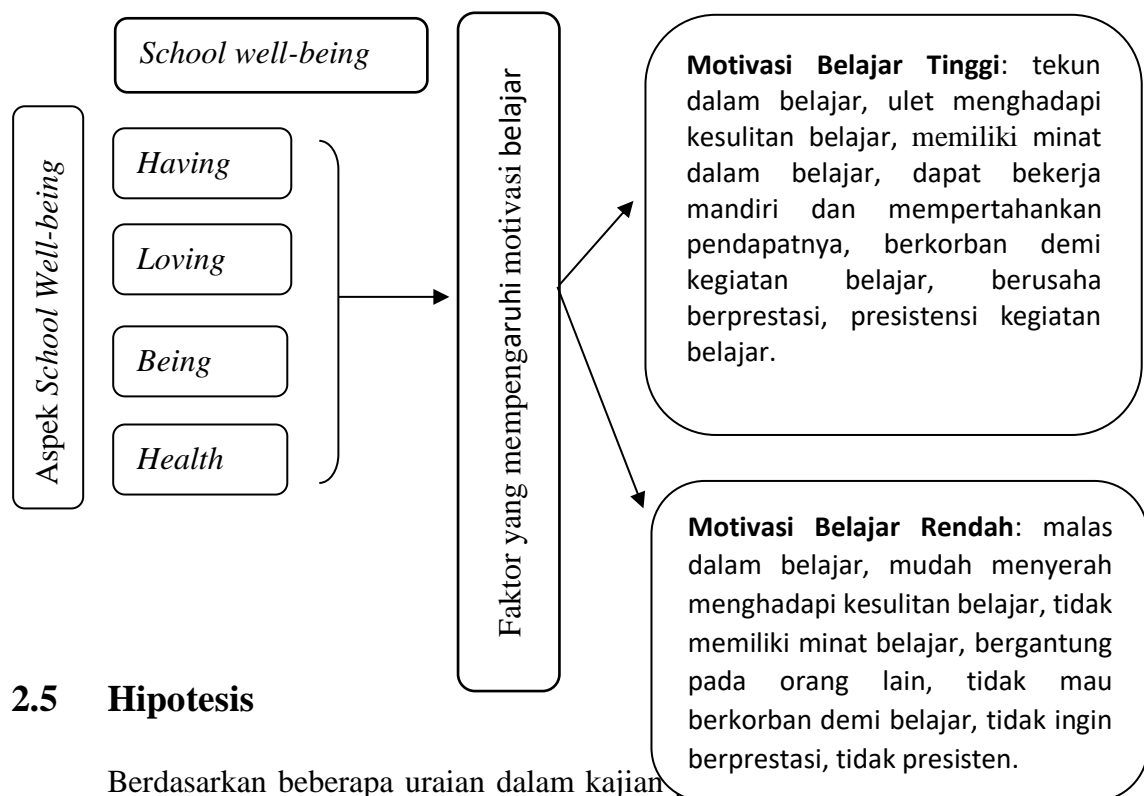 School well-being
Aspek School Well-being
Having
Loving
Being
Health
Faktor yang mempengaruhi motivasi belajar
Motivasi Belajar Tinggi: tekun
dalam belajar, ulet menghadapi
kesulitan belajar, memiliki minat
dalam belajar, dapat bekerja
mandiri dan mempertahankan
pendapatnya, berkorban demi
kegiatan belajar, berusaha
berprestasi, presistensi kegiatan
belajar.
Motivasi Belajar Rendah: malas
dalam belajar, mudah menyerah
menghadapi kesulitan belajar, tidak
memiliki minat belajar, bergantung
pada orang lain, tidak mau
berkorban demi belajar, tidak ingin
berprestasi, tidak presisten.
2.5 Hipotesis
Berdasarkan beberapa uraian dalam kajian